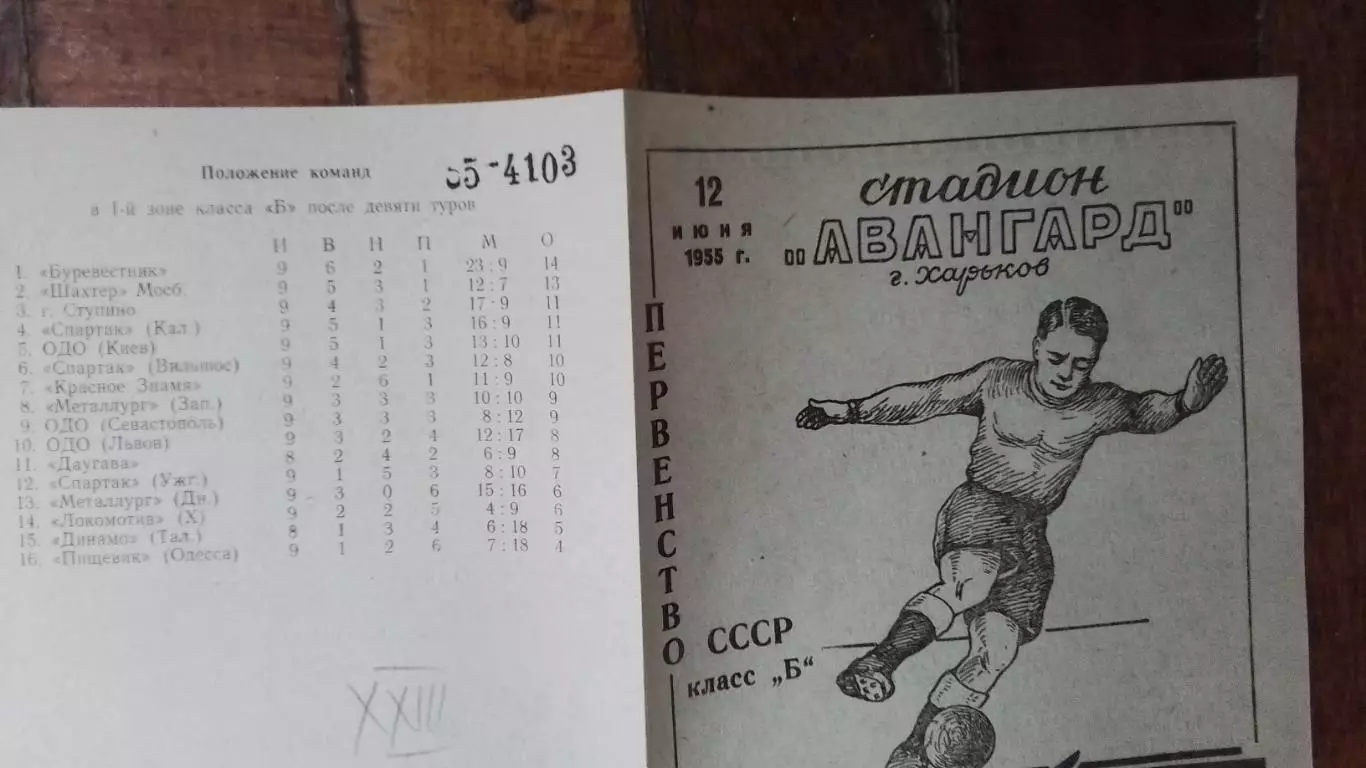 Положение команд
55-4103
в 1-й зоне класса «Б» после девяти туров
И В Н П М О
1. «Буревестник» 9 6 2 1 23:9 14
2. «Шахтер» Мосб. 9 5 3 1 12:7 13
3. г. Ступино 9 4 3 2 17:9 11
4. «Спартак» (Кал.) 9 5 1 3 16:9 11
5. ОДО (Киев) 9 5 1 3 13:10 11
6. «Спартак» (Вильнюс) 9 4 2 3 12:8 10
7. «Красное Знамя» 9 2 6 1 11:9 10
8. «Металлург» (Зап.) 9 3 3 3 10:10 9
9. ОДО (Севастополь) 9 3 3 3 8:12 9
10. ОДО (Львов) 9 3 2 4 12:17 8
11. «Даугава» 8 2 4 2 6:9 8
12. «Спартак» (Ужг.) 9 1 5 3 8:10 7
13. «Металлург» (Дн.) 9 3 0 6 15:16 6
14. «Локомотив» (Х) 9 2 2 5 4:9 6
15. «Динамо» (Тал.) 8 1 3 4 6:18 5
16. «Пищевик» (Одесса) 9 1 2 6 7:18 4
XXIII
12
июня
1955 г.
стадион
"АВАНГАРД"
г. Харьков
ПЕРВЕНСТВО
СССР
класс „Б“